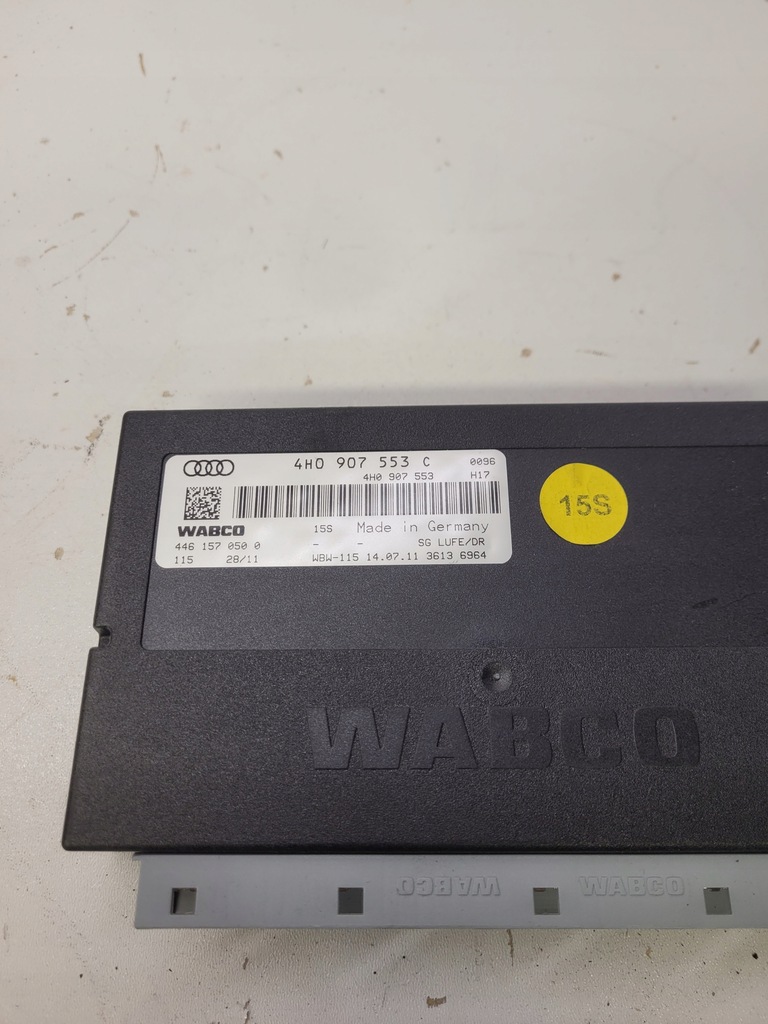 4H0 907 553 C 0096
4H0 907 553 H17
WABCO 15S Made in Germany
446 157 050 0 - - SG LUFE/DR
115 28/11 WBW-115 14.07.11 3613 6964
15S
WABCO
WABCO WABCO